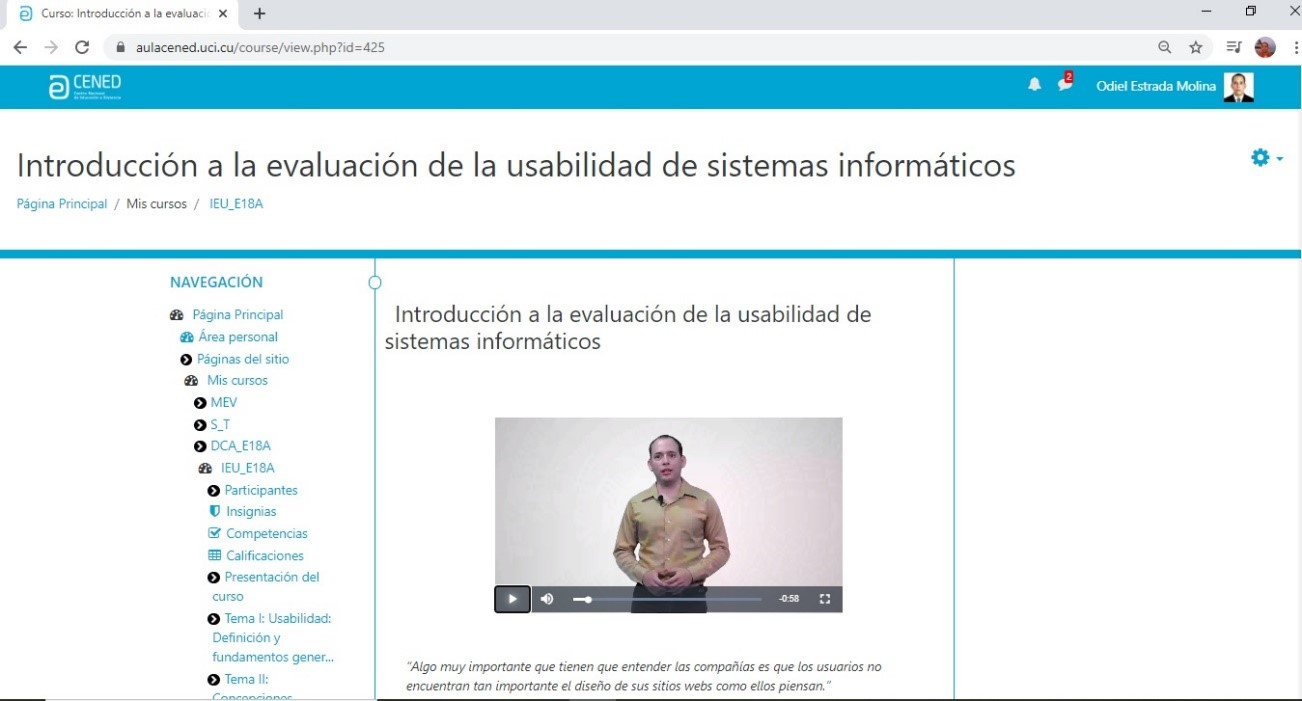 Curso: Introducción a la evaluaci
aulacened.uci.cu/course/view.php?id=425
CENED
2
Odiel Estrada Molina
Introducción a la evaluación de la usabilidad de sistemas informáticos
Página Principal / Mis cursos / IEU_E18A
NAVEGACIÓN
Página Principal
Área personal
Páginas del sitio
Mis cursos
MEV
S_T
DCA_E18A
IEU_E18A
Participantes
Insignias
Competencias
Calificaciones
Presentación del
curso
Tema I: Usabilidad:
Definición y
fundamentos gener...
Tema II:
Concepciones
Introducción a la evaluación de la usabilidad de
sistemas informáticos
-0:58
"Algo muy importante que tienen que entender las compañías es que los usuarios no
encuentran tan importante el diseño de sus sitios webs como ellos piensan."